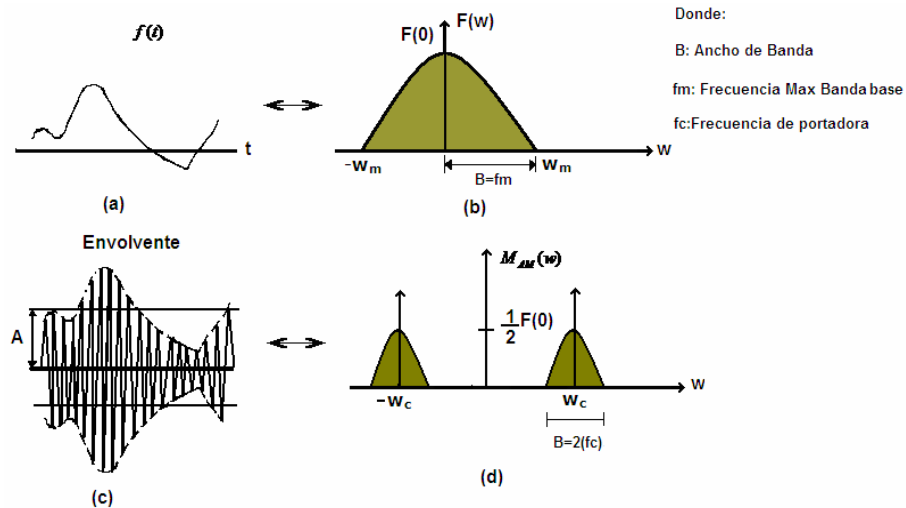 f(t)
t
(a)
F(0)
F(w)
-wm
wm
w
B=fm
(b)
Donde:
B: Ancho de Banda
fm: Frecuencia Max Banda base
fc:Frecuencia de portadora
Envolvente
A
(c)
M_AM(w)
1/2 F(0)
-wc
wc
w
B=2(fc)
(d)